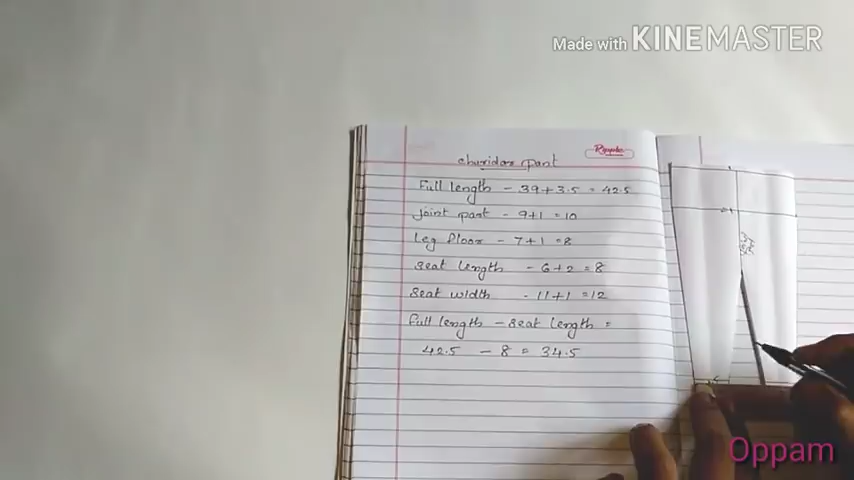 Made with KINEMASTER
churidar pant
Full length - 39+3.5 = 42.5
Joint part - 9+1 = 10
Leg floor - 7+1 = 8
seat length - 6+2 = 8
seat width - 11+1 = 12
Full length - seat length =
42.5 - 8 = 34.5
Oppam